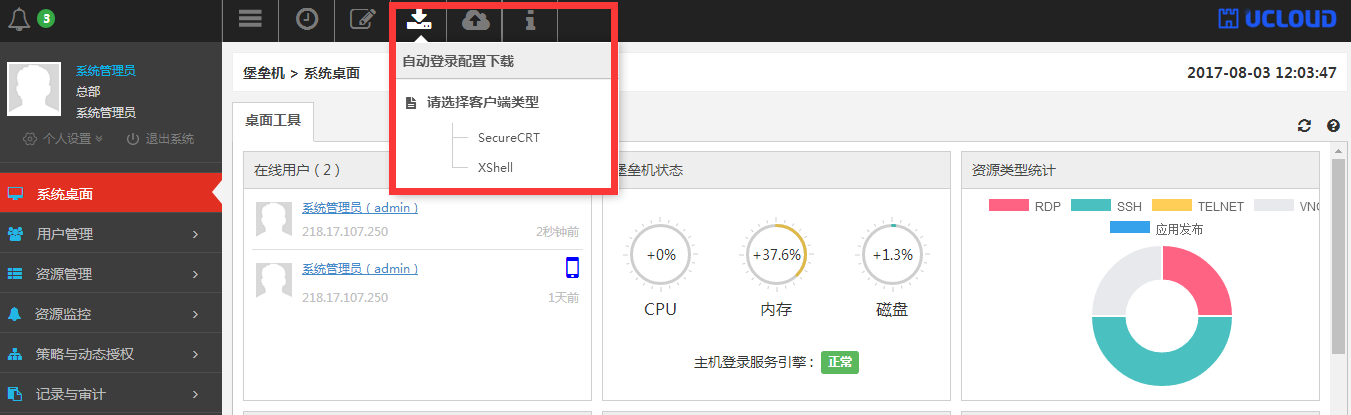 3
UCLOUD
系统管理员
总部
系统管理员
个人设置
退出系统
系统桌面
用户管理
资源管理
资源监控
策略与动态授权
记录与审计
自动登录配置下载
请选择客户端类型
SecureCRT
XShell
堡垒机 > 系统桌面
2017-08-03 12:03:47
桌面工具
在线用户 ( 2 )
系统管理员 ( admin )
218.17.107.250
2秒钟前
系统管理员 ( admin )
218.17.107.250
1天前
堡垒机状态
+0%
+37.6%
+1.3%
CPU
内存
磁盘
主机登录服务引擎： 正常
资源类型统计
RDP
SSH
TELNET
VNC
应用发布